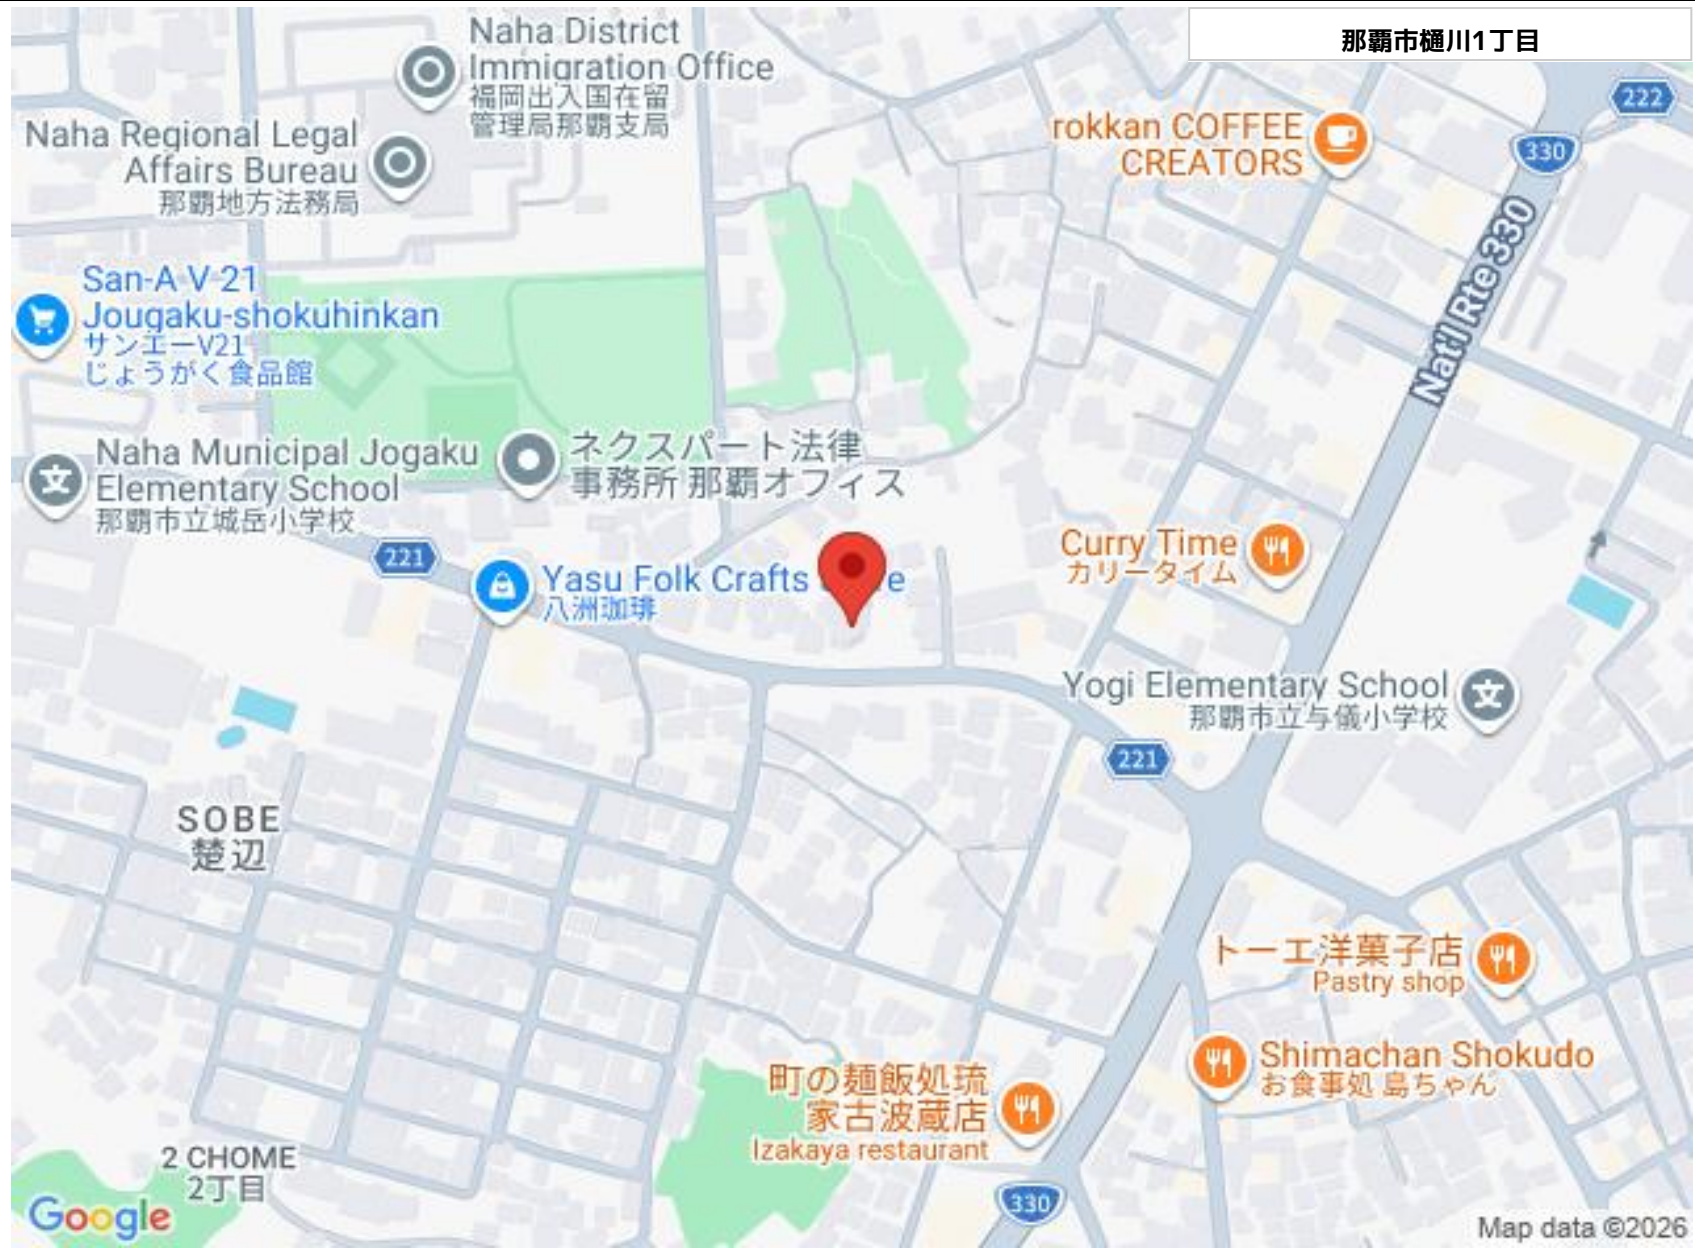 那覇市樋川1丁目
Naha District
Immigration Office
福岡出入国在留
管理局那覇支局
222
330
rokkan COFFEE
CREATORS
Naha Regional Legal
Affairs Bureau
那覇地方法務局
Nat'l Rte 330
San-A V 21
Jougaku-shokuhinkan
サンエーV21
じょうがく食品館
Naha Municipal Jogaku
Elementary School
那覇市立城岳小学校
ネクスパート法律
事務所 那覇オフィス
221
Curry Time
カリータイム
Yasu Folk Crafts
八洲珈琲
Yogi Elementary School
那覇市立与儀小学校
221
SOBE
楚辺
トーエ洋菓子店
Pastry shop
Shimachan Shokudo
お食事処 島ちゃん
町の麺飯処琉
家古波蔵店
Izakaya restaurant
2 CHOME
2丁目
330
Google
Map data ©2026